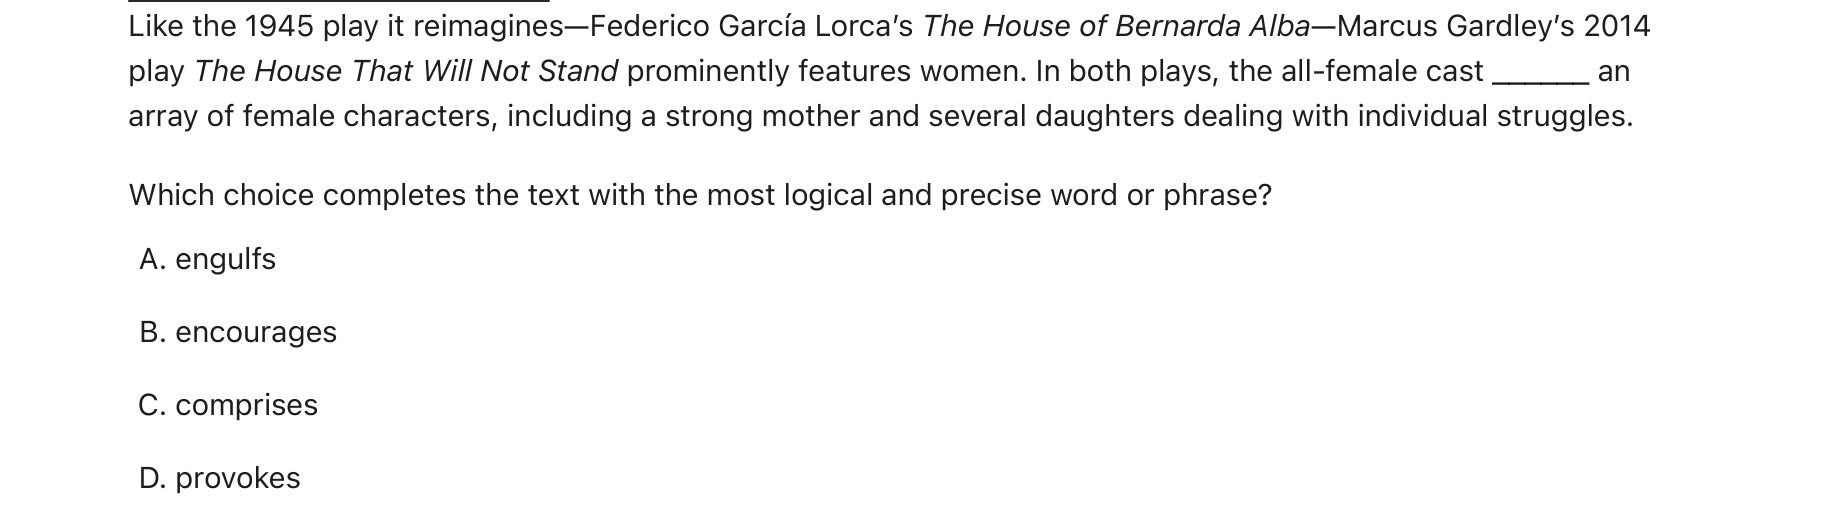 Like the 1945 play it reimagines—Federico García Lorca’s The House of Bernarda Alba—Marcus Gardley’s 2014
play The House That Will Not Stand prominently features women. In both plays, the all-female cast ______ an
array of female characters, including a strong mother and several daughters dealing with individual struggles.
Which choice completes the text with the most logical and precise word or phrase?
A. engulfs
B. encourages
C. comprises
D. provokes